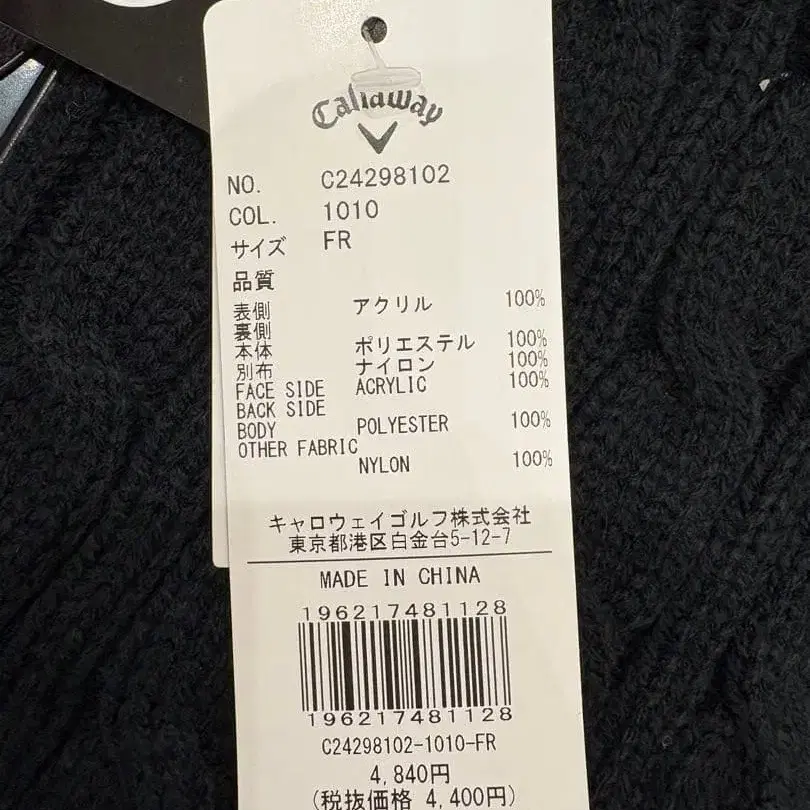 Callaway
NO. C24298102
COL. 1010
サイズ FR
品質
表側 アクリル 100%
裏側
本体 ポリエステル 100%
別布 ナイロン 100%
FACE SIDE ACRYLIC 100%
BACK SIDE
BODY POLYESTER 100%
OTHER FABRIC
NYLON 100%
キャロウェイゴルフ株式会社
東京都港区白金台5-12-7
MADE IN CHINA
196217481128
196217481128
C24298102-1010-FR
4,840円
(税抜価格 4,400円)